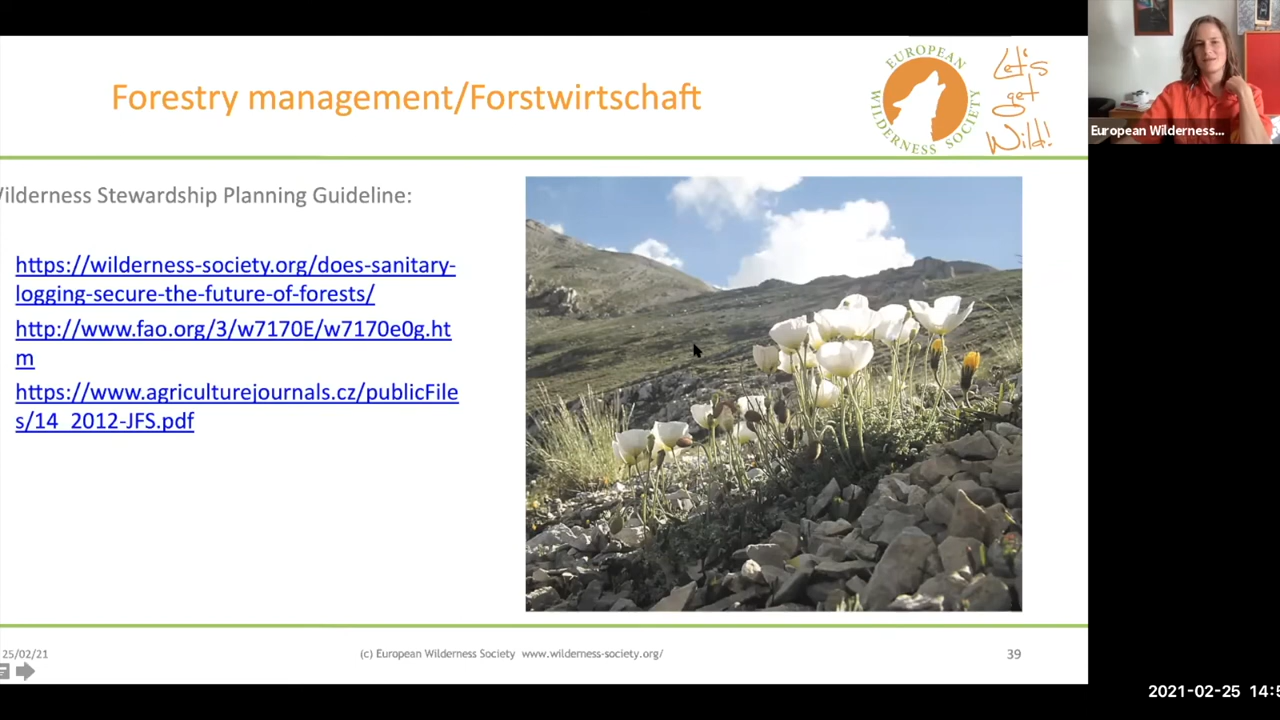 Forestry management/Forstwirtschaft
EUROPEAN
WILDERNESS SOCIETY
Let's
get
Wild!
European Wilderness...
ilderness Stewardship Planning Guideline:
https://wilderness-society.org/does-sanitary-
logging-secure-the-future-of-forests/
http://www.fao.org/3/w7170E/w7170e0g.ht
m
https://www.agriculturejournals.cz/publicFile
s/14_2012-JFS.pdf
25/02/21
(c) European Wilderness Society www.wilderness-society.org/
39
2021-02-25 14:5